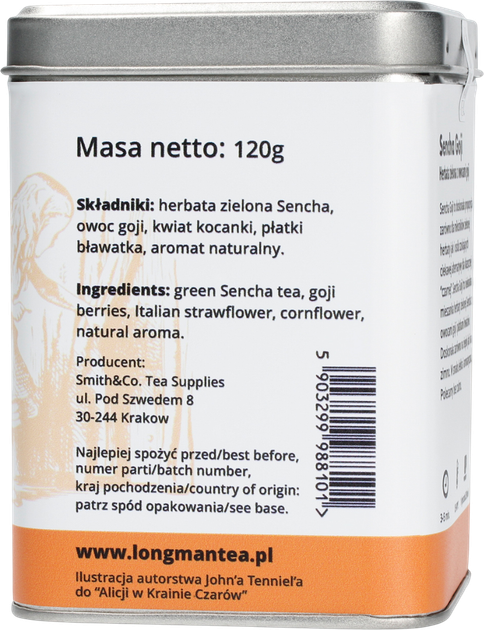 Masa netto: 120g
Składniki: herbata zielona Sencha,
owoc goji, kwiat kocanki, płatki
bławatka, aromat naturalny.
Ingredients: green Sencha tea, goji
berries, Italian strawflower, cornflower,
natural aroma.
Producent:
Smith&Co. Tea Supplies
ul. Pod Szwedem 8
30-244 Krakow
5 903299 988101>
Najlepiej spożyć przed/best before,
numer parti/batch number,
kraj pochodzenia/country of origin:
patrz spód opakowania/see base.
www.longmantea.pl
Ilustracja autorstwa John'a Tenniel'a
do "Alicji w Krainie Czarów"
Sencha Goji